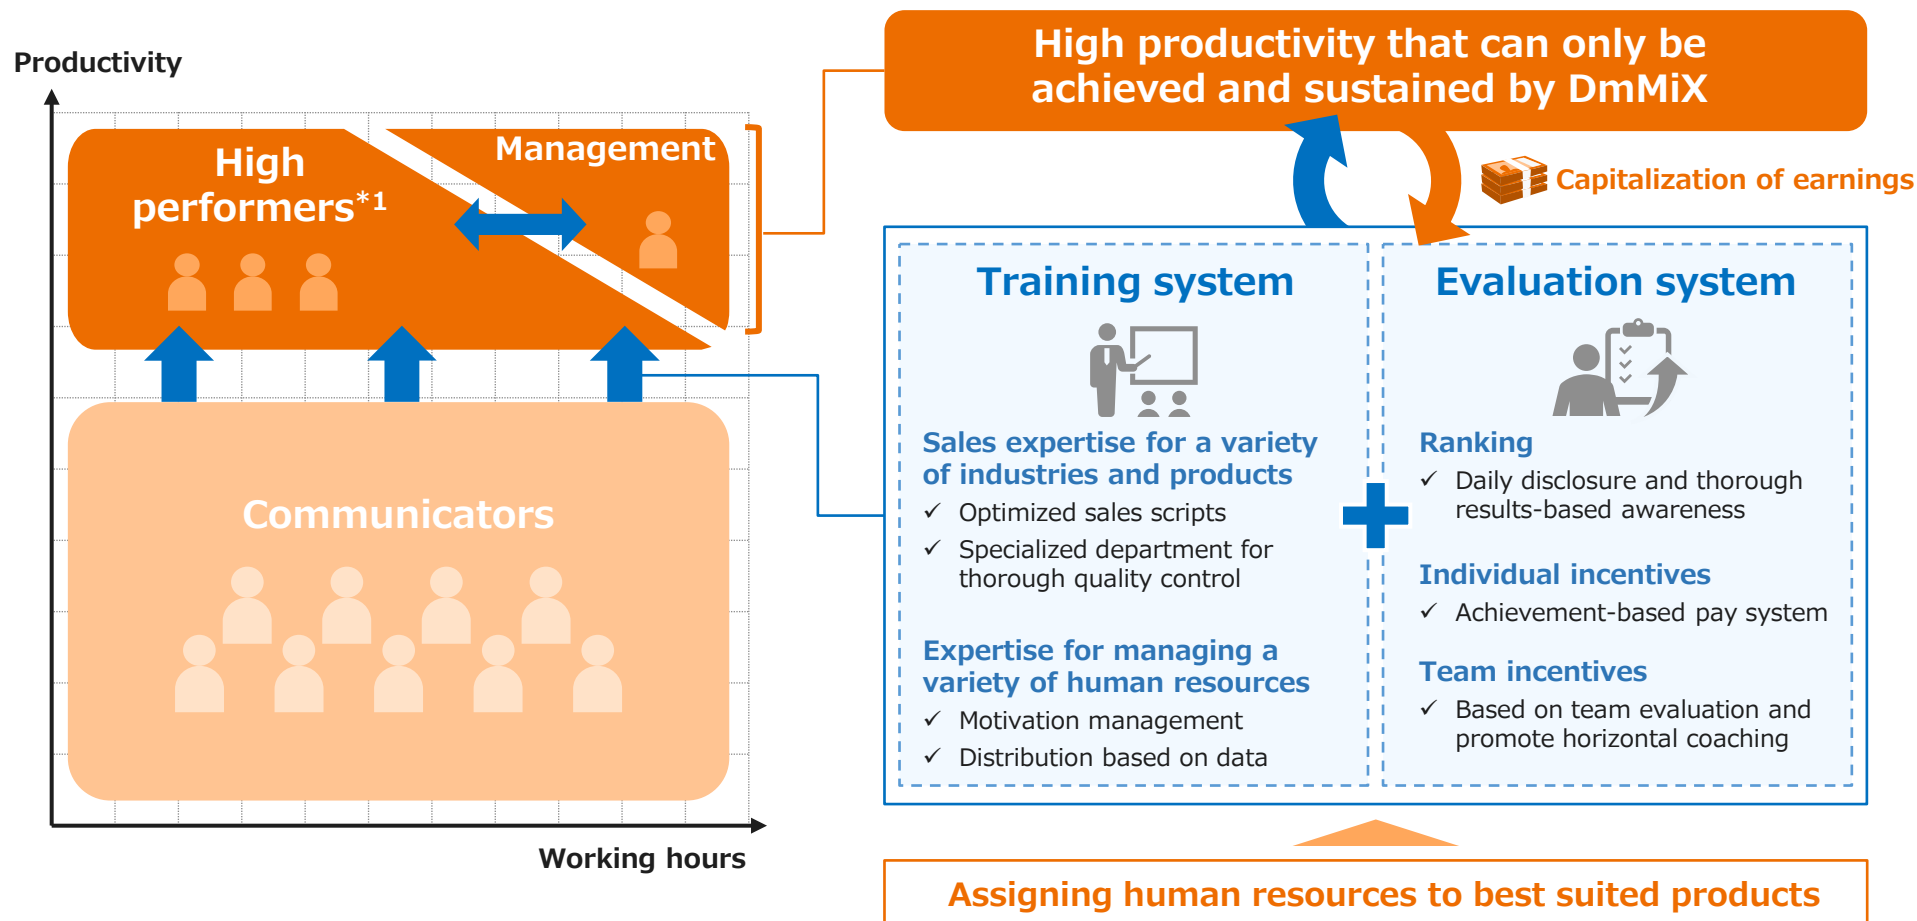 Productivity
High
performers*1
Management
Communicators
Working hours
High productivity that can only be
achieved and sustained by DmMiX
Capitalization of earnings
Training system
Sales expertise for a variety
of industries and products
✓ Optimized sales scripts
✓ Specialized department for
thorough quality control
Expertise for managing a
variety of human resources
✓ Motivation management
✓ Distribution based on data
Evaluation system
Ranking
✓ Daily disclosure and thorough
results-based awareness
Individual incentives
✓ Achievement-based pay system
Team incentives
✓ Based on team evaluation and
promote horizontal coaching
Assigning human resources to best suited products